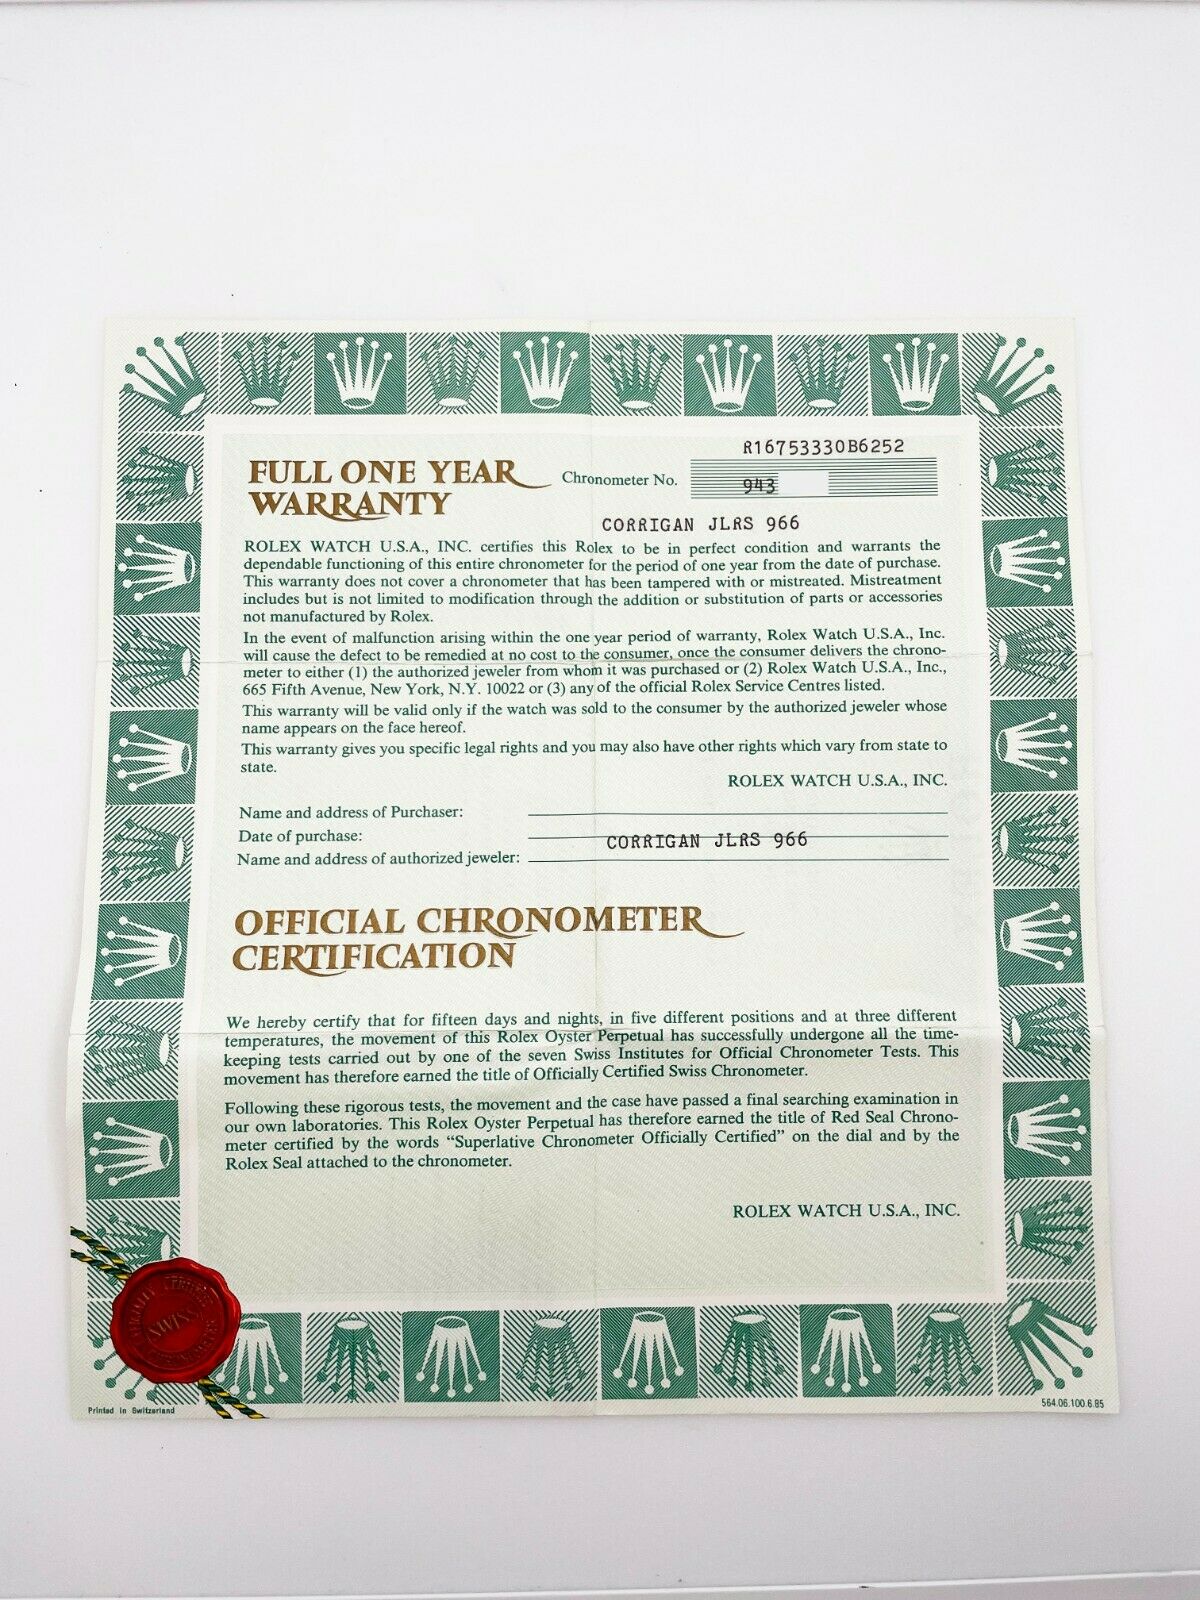 R16753330B6252
FULL ONE YEAR
WARRANTY
Chronometer No.
943
CORRIGAN JLRS 966
ROLEX WATCH U.S.A., INC. certifies this Rolex to be in perfect condition and warrants the
dependable functioning of this entire chronometer for the period of one year from the date of purchase.
This warranty does not cover a chronometer that has been tampered with or mistreated. Mistreatment
includes but is not limited to modification through the addition or substitution of parts or accessories
not manufactured by Rolex.
In the event of malfunction arising within the one year period of warranty, Rolex Watch U.S.A., Inc.
will cause the defect to be remedied at no cost to the consumer, once the consumer delivers the chrono-
meter to either (1) the authorized jeweler from whom it was purchased or (2) Rolex Watch U.S.A., Inc.,
665 Fifth Avenue, New York, N.Y. 10022 or (3) any of the official Rolex Service Centres listed.
This warranty will be valid only if the watch was sold to the consumer by the authorized jeweler whose
name appears on the face hereof.
This warranty gives you specific legal rights and you may also have other rights which vary from state to
state.
ROLEX WATCH U.S.A., INC.
Name and address of Purchaser:
Date of purchase:
CORRIGAN JLRS 966
Name and address of authorized jeweler:
OFFICIAL CHRONOMETER
CERTIFICATION
We hereby certify that for fifteen days and nights, in five different positions and at three different
temperatures, the movement of this Rolex Oyster Perpetual has successfully undergone all the time-
keeping tests carried out by one of the seven Swiss Institutes for Official Chronometer Tests. This
movement has therefore earned the title of Officially Certified Swiss Chronometer.
Following these rigorous tests, the movement and the case have passed a final searching examination in
our own laboratories. This Rolex Oyster Perpetual has therefore earned the title of Red Seal Chrono-
meter certified by the words “Superlative Chronometer Officially Certified” on the dial and by the
Rolex Seal attached to the chronometer.
ROLEX WATCH U.S.A., INC.
SWISS
Printed in Switzerland
564.06.100.6.85